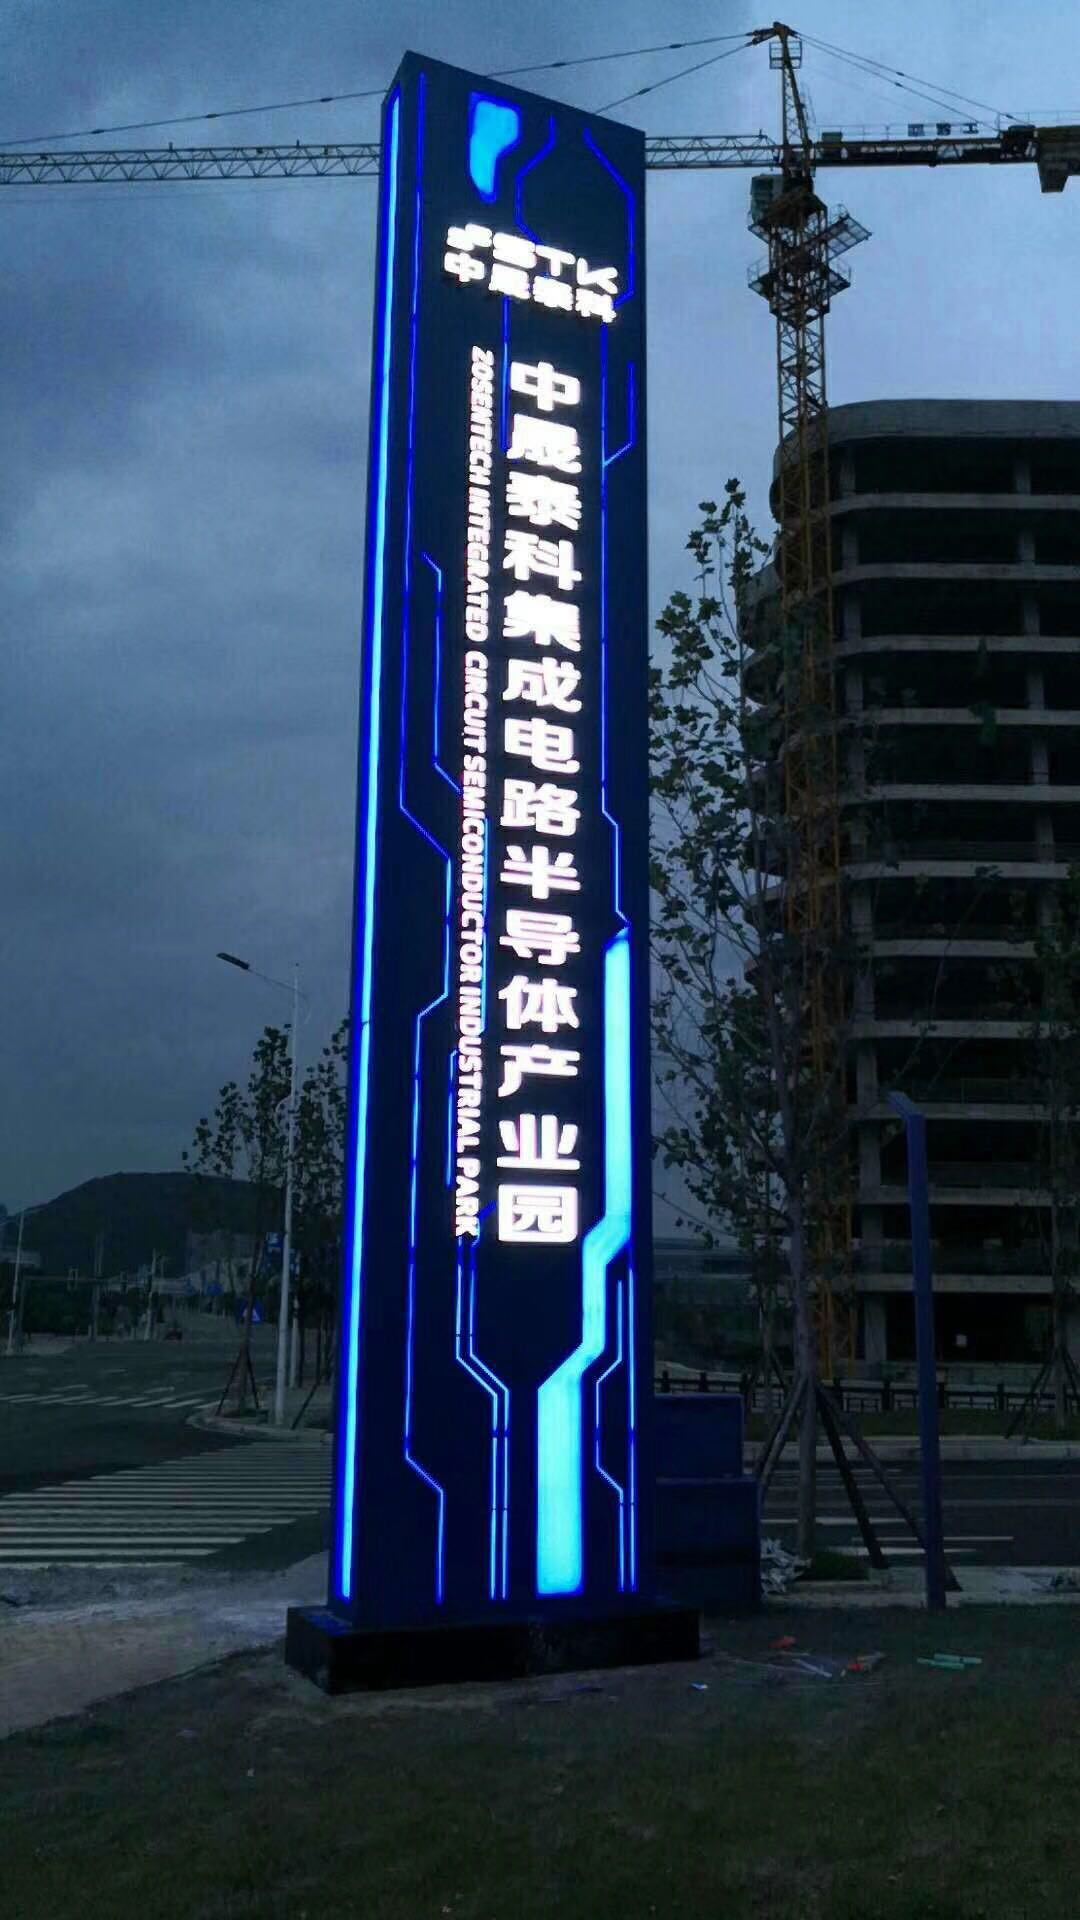 中晟泰科
中晟泰科集成电路半导体产业园
ZOSENTECH INTEGRATED CIRCUIT SEMICONDUCTOR INDUSTRIAL PARK